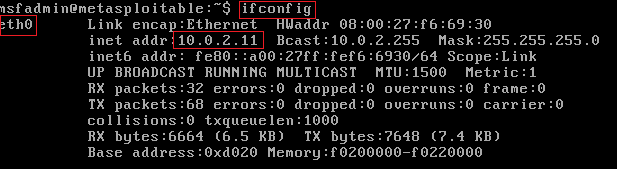 msfadmin@metasploitable:~$ ifconfig
eth0 Link encap:Ethernet HWaddr 08:00:27:f6:69:30
inet addr:10.0.2.11 Bcast:10.0.2.255 Mask:255.255.255.0
inet6 addr: fe80::a00:27ff:fef6:6930/64 Scope:Link
UP BROADCAST RUNNING MULTICAST MTU:1500 Metric:1
RX packets:32 errors:0 dropped:0 overruns:0 frame:0
TX packets:68 errors:0 dropped:0 overruns:0 carrier:0
collisions:0 txqueuelen:1000
RX bytes:6664 (6.5 KB) TX bytes:7648 (7.4 KB)
Base address:0xd020 Memory:f0200000-f0220000